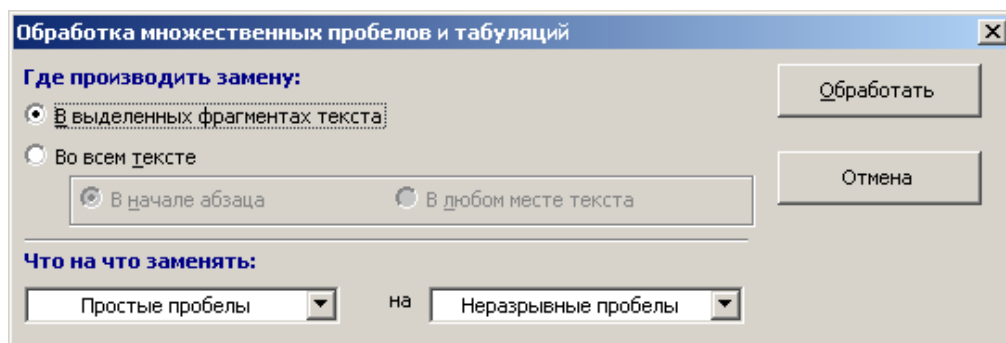 Обработка множественных пробелов и табуляций
Где производить замену:
Обработать
В выделенных фрагментах текста
Во всем тексте
Отмена
В начале абзаца В любом месте текста
Что на что заменять:
Простые пробелы на Неразрывные пробелы